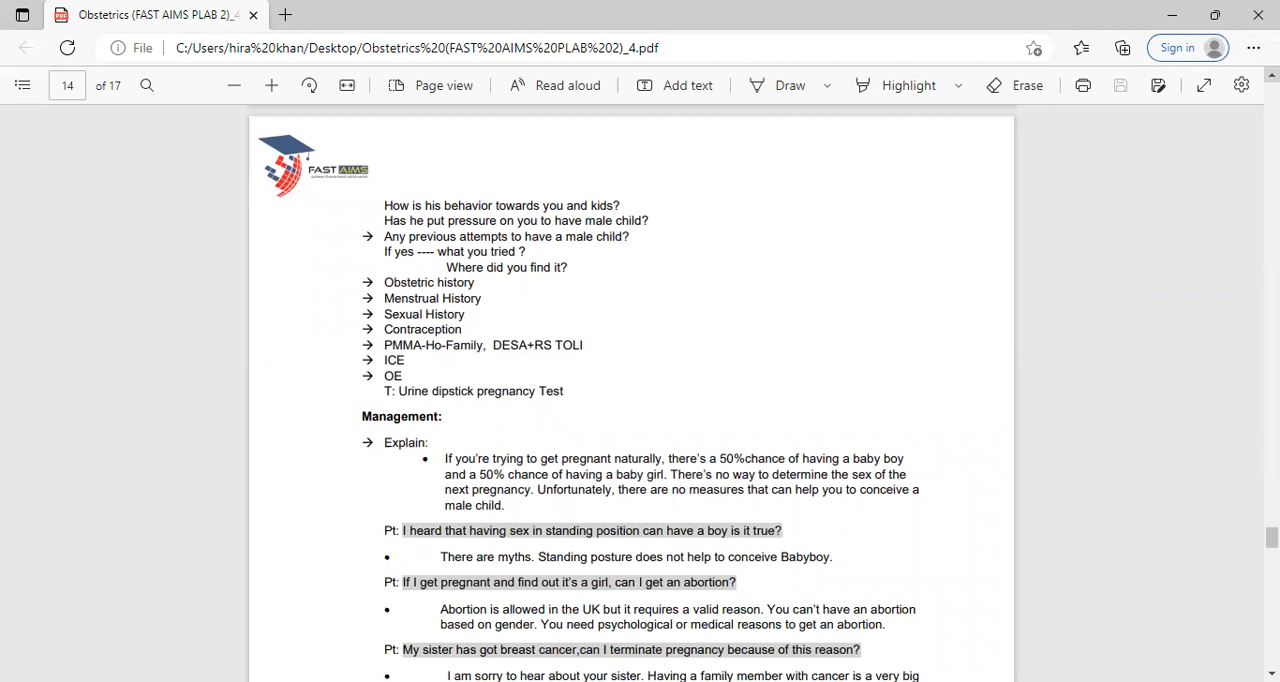 Obstetrics (FAST AIMS PLAB 2)_4
File C:/Users/hira%20khan/Desktop/Obstetrics%20(FAST%20AIMS%20PLAB%202)_4.pdf Sign in
14 of 17 Page view Read aloud Add text Draw Highlight Erase
FAST AIMS
How is his behavior towards you and kids?
Has he put pressure on you to have male child?
→ Any previous attempts to have a male child?
If yes ---- what you tried ?
Where did you find it?
→ Obstetric history
→ Menstrual History
→ Sexual History
→ Contraception
→ PMMA-Ho-Family, DESA+RS TOLI
→ ICE
→ OE
T: Urine dipstick pregnancy Test
Management:
→ Explain:
• If you’re trying to get pregnant naturally, there’s a 50%chance of having a baby boy
and a 50% chance of having a baby girl. There’s no way to determine the sex of the
next pregnancy. Unfortunately, there are no measures that can help you to conceive a
male child.
Pt: I heard that having sex in standing position can have a boy is it true?
• There are myths. Standing posture does not help to conceive Babyboy.
Pt: If I get pregnant and find out it’s a girl, can I get an abortion?
• Abortion is allowed in the UK but it requires a valid reason. You can’t have an abortion
based on gender. You need psychological or medical reasons to get an abortion.
Pt: My sister has got breast cancer,can I terminate pregnancy because of this reason?
• I am sorry to hear about your sister. Having a family member with cancer is a very big